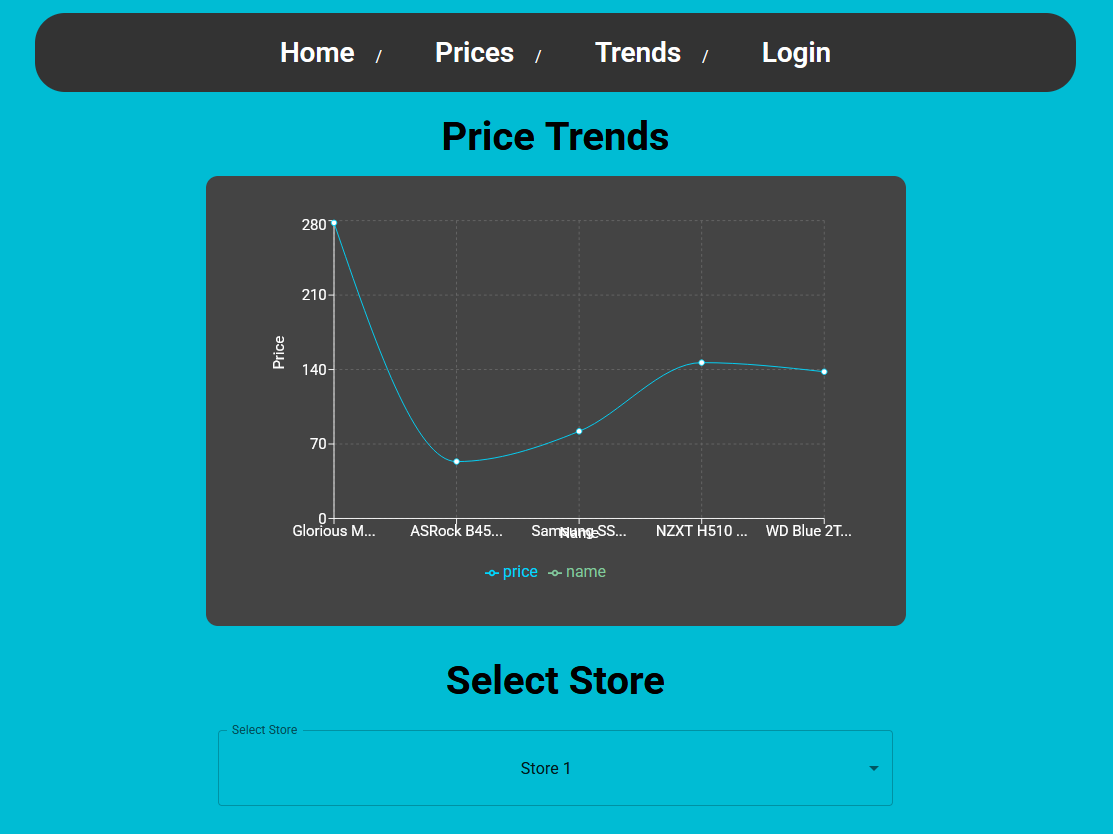 Home / Prices / Trends / Login
Price Trends
280
210
140
70
0
Price
Glorious M... ASRock B45... Samsung SS... NZXT H510 ... WD Blue 2T...
Name
price name
Select Store
Select Store
Store 1